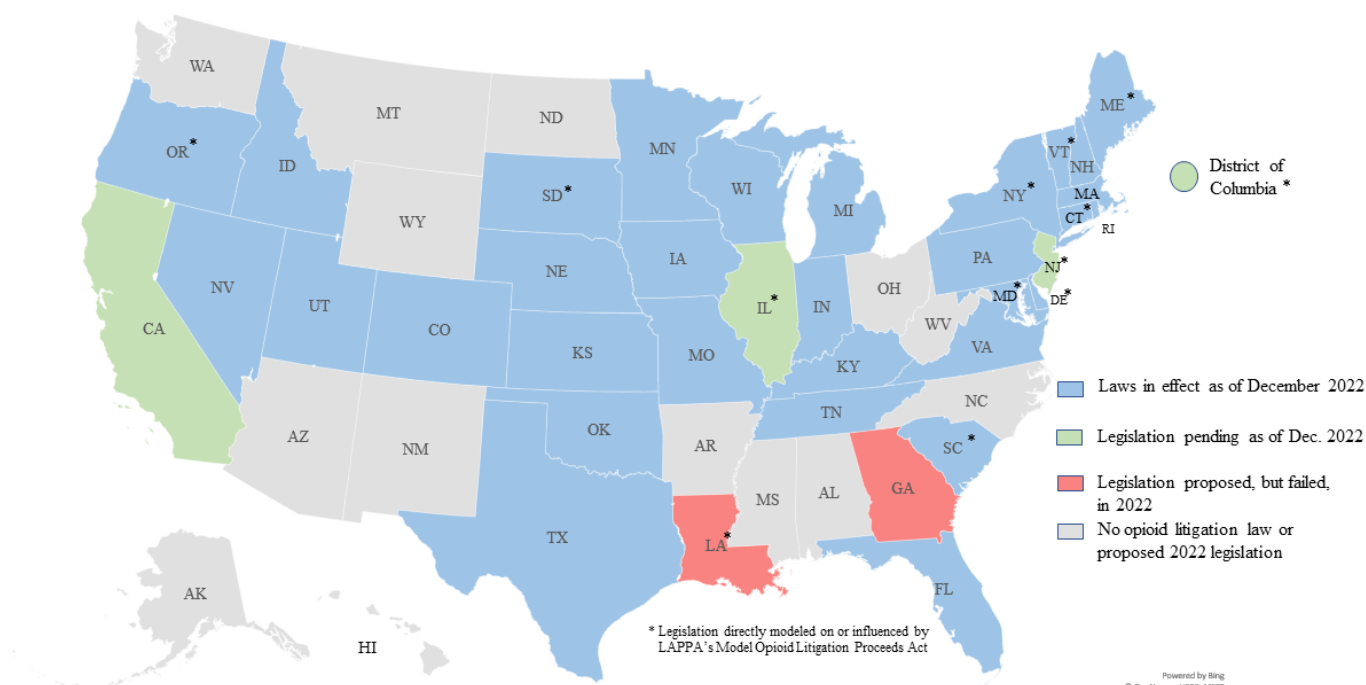 WA
MT
ND
MN
ME *
OR *
ID
SD *
WI
MI
NY *
VT *
NH
MA
CT *
RI
District of
Columbia *
WY
NE
IA
PA
NJ *
NV
UT
CO
IL *
IN
OH
MD *
DE *
CA
KS
MO
WV
VA
KY
Laws in effect as of December 2022
AZ
NM
OK
AR
TN
NC
SC *
Legislation pending as of Dec. 2022
TX
LA *
MS
AL
GA
Legislation proposed, but failed,
in 2022
No opioid litigation law or
proposed 2022 legislation
AK
HI
FL
* Legislation directly modeled on or influenced by
LAPPA's Model Opioid Litigation Proceeds Act
Powered by Bing